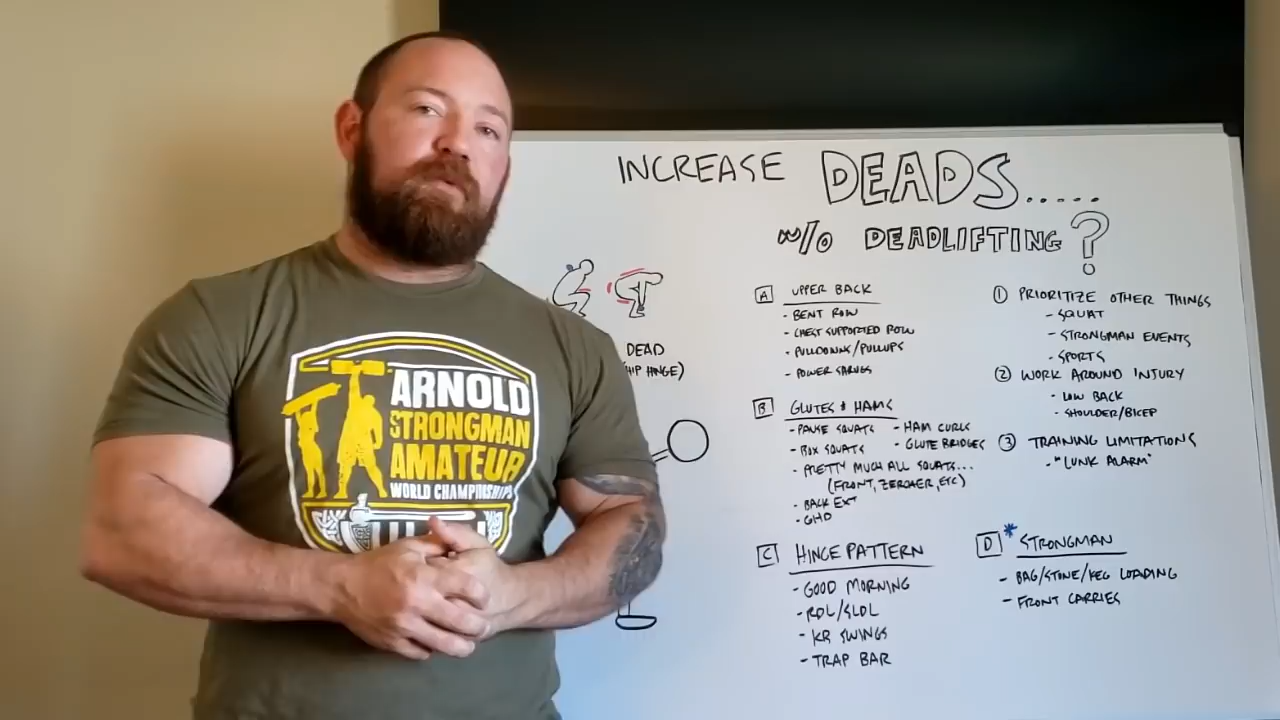 INCREASE DEADS.....
w/o DEADLIFTING?
DEAD
HIP HINGE)
A UPPER BACK
- BENT ROW
- CHEST SUPPORTED ROW
- PULLDOWNS/PULLUPS
- POWER SHRUGS
B GLUTES & HAMS
- PAUSE SQUATS
- BOX SQUATS
- PRETTY MUCH ALL SQUATS...
(FRONT, ZERCHER, ETC)
- BACK EXT
- GHD
- HAM CURLS
- GLUTE BRIDGES
C HINGE PATTERN
- GOOD MORNING
- RDL/SLDL
- KB SWINGS
- TRAP BAR
1 PRIORITIZE OTHER THINGS
- SQUAT
- STRONGMAN EVENTS
- SPORTS
2 WORK AROUND INJURY
- LOW BACK
- SHOULDER/BICEP
3 TRAINING LIMITATIONS
- "LUNK ALARM"
D * STRONGMAN
- BAG/STONE/KEG LOADING
- FRONT CARRIES
ARNOLD
STRONGMAN
AMATEUR
WORLD CHAMPIONSHIPS